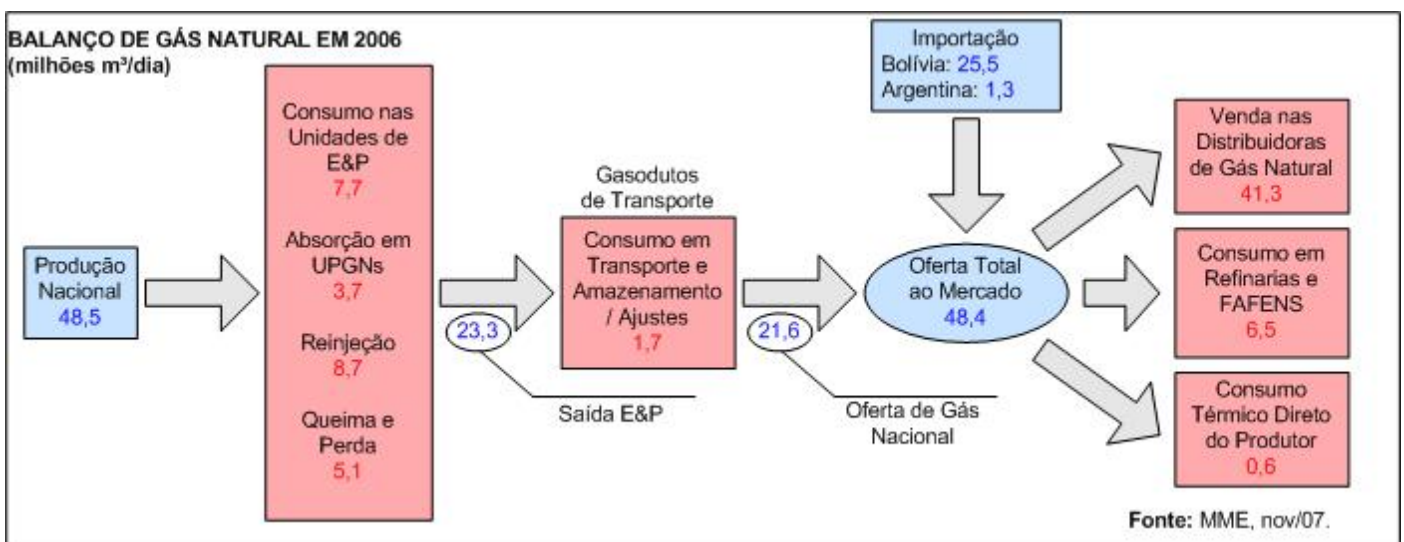 BALANÇO DE GÁS NATURAL EM 2006
(milhões m³/dia)
Produção
Nacional
48,5
Consumo nas
Unidades de
E&P
7,7
Absorção em
UPGNs
3,7
Reinjeção
8,7
Queima e
Perda
5,1
23,3
Saída E&P
Gasodutos
de Transporte
Consumo em
Transporte e
Amazenamento
/ Ajustes
1,7
21,6
Oferta de Gás
Nacional
Importação
Bolívia: 25,5
Argentina: 1,3
Oferta Total
ao Mercado
48,4
Venda nas
Distribuidoras
de Gás Natural
41,3
Consumo em
Refinarias e
FAFENS
6,5
Consumo
Térmico Direto
do Produtor
0,6
Fonte: MME, nov/07.